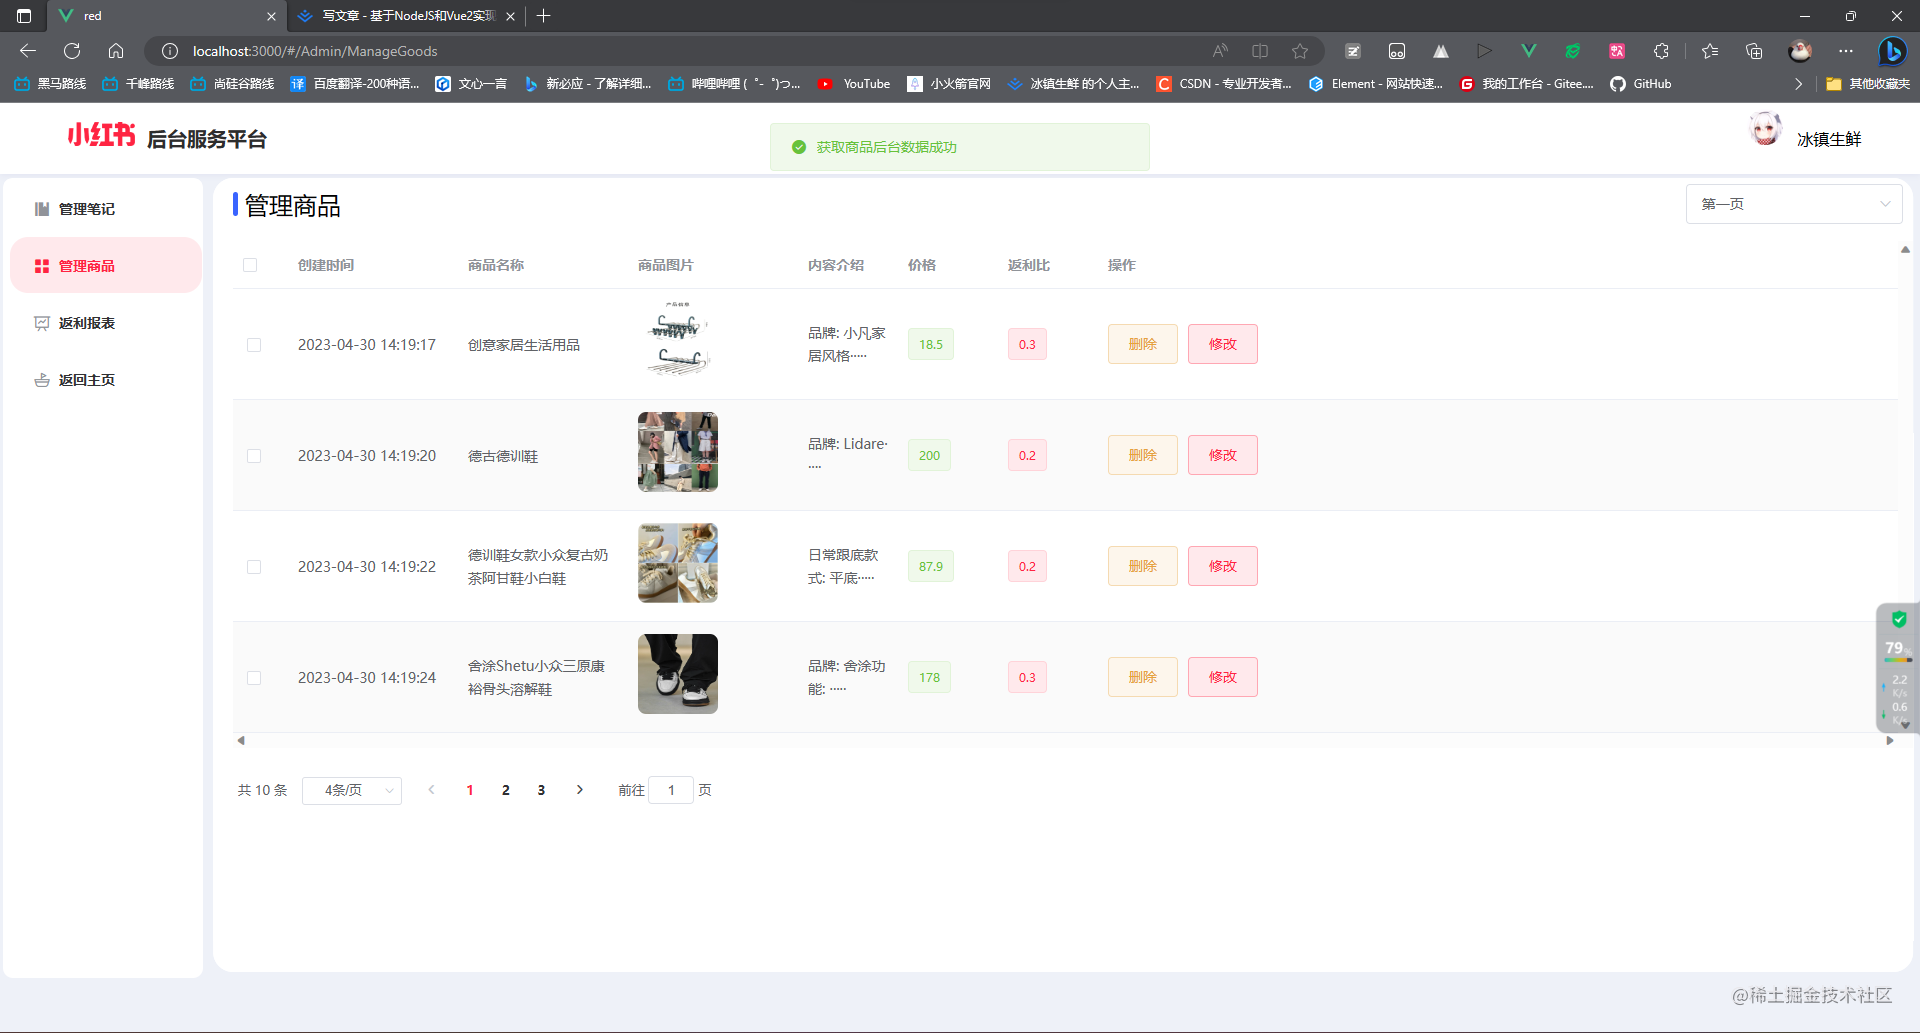 red
写文章 - 基于NodeJS和Vue2实现
localhost:3000/#/Admin/ManageGoods
黑马路线 千峰路线 尚硅谷路线 百度翻译-200种语... 文心一言 新必应 - 了解详细... 哔哩哔哩 (゜-゜)つ... YouTube 小火箭官网 冰镇生鲜 的个人主... CSDN - 专业开发者... Element - 网站快速... 我的工作台 - Gitee.... GitHub 其他收藏夹
小红书 后台服务平台
获取商品后台数据成功
冰镇生鲜
管理笔记
管理商品
返利报表
返回主页
管理商品
第一页
创建时间 商品名称 商品图片 内容介绍 价格 返利比 操作
2023-04-30 14:19:17 创意家居生活用品 品牌: 小凡家
居风格····· 18.5 0.3 删除 修改
2023-04-30 14:19:20 德古德训鞋 品牌: Lidare·
···· 200 0.2 删除 修改
2023-04-30 14:19:22 德训鞋女款小众复古奶
茶阿甘鞋小白鞋 日常跟底款
式: 平底····· 87.9 0.2 删除 修改
2023-04-30 14:19:24 舍涂Shetu小众三原康
裕骨头溶解鞋 品牌: 舍涂功
能: ····· 178 0.3 删除 修改
79%
2.2
K/s
0.6
K/s
共 10 条 4条/页 1 2 3 前往 1 页
@稀土掘金技术社区